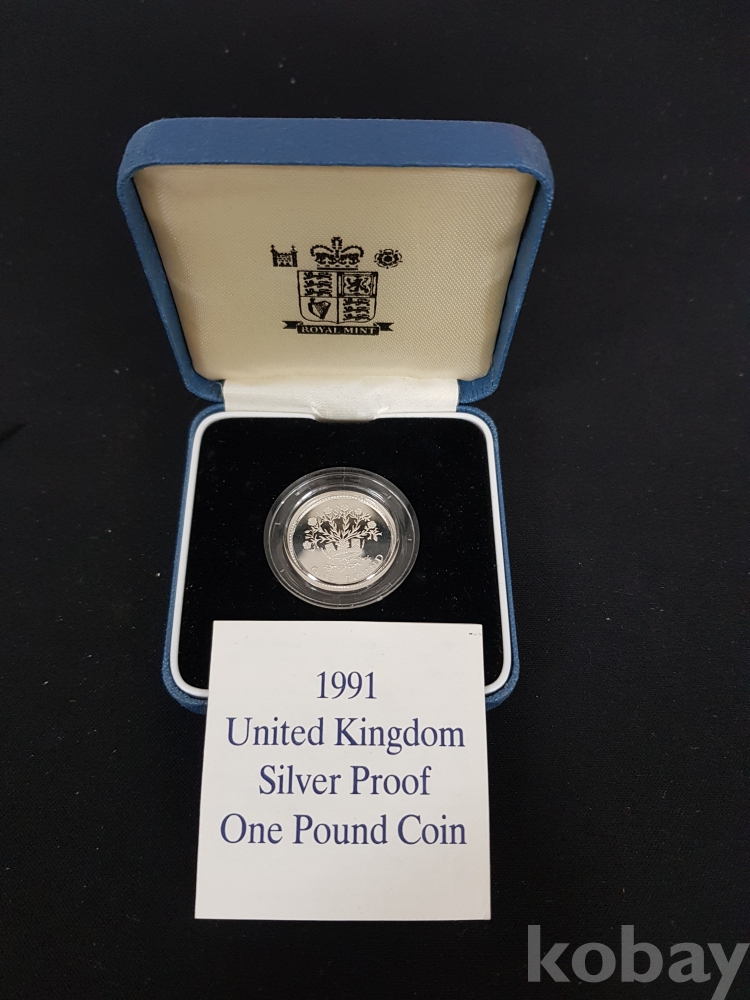 ROYAL MINT
1991
United Kingdom
Silver Proof
One Pound Coin
kobay